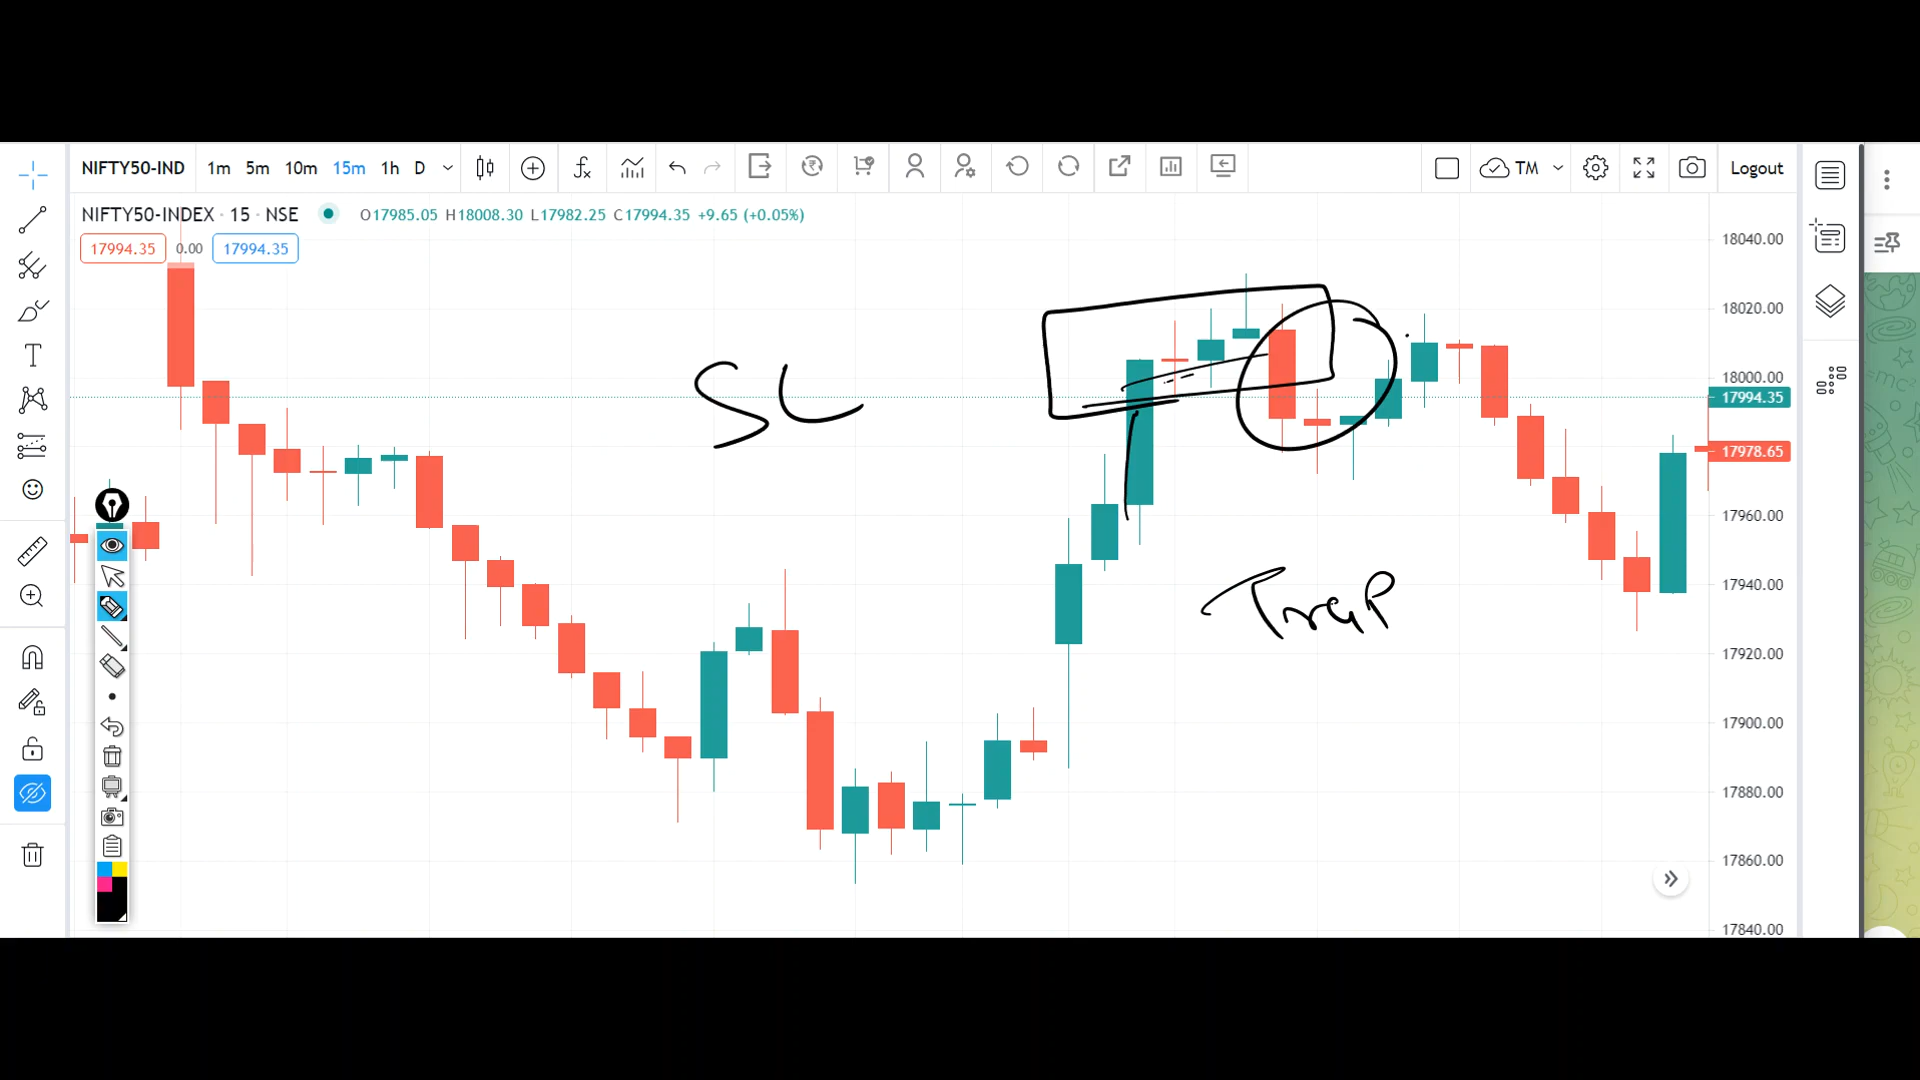 NIFTY50-IND 1m 5m 10m 15m 1h D TM Logout
NIFTY50-INDEX · 15 · NSE O17985.05 H18008.30 L17982.25 C17994.35 +9.65 (+0.05%)
17994.35 0.00 17994.35
18040.00
18020.00
18000.00
17994.35
17978.65
17960.00
17940.00
17920.00
17900.00
17880.00
17860.00
17840.00
SL
TraP